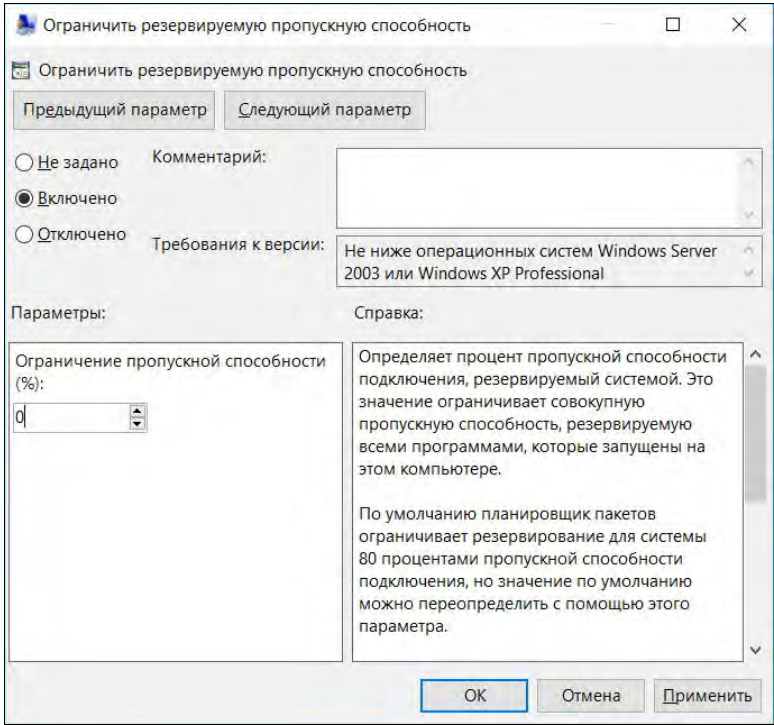 Ограничить резервируемую пропускную способность
Ограничить резервируемую пропускную способность
Предыдущий параметр
Следующий параметр
Не задано
Комментарий:
Включено
Отключено
Требования к версии:
Не ниже операционных систем Windows Server
2003 или Windows XP Professional
Параметры:
Справка:
Ограничение пропускной способности
(%):
0
Определяет процент пропускной способности
подключения, резервируемый системой. Это
значение ограничивает совокупную
пропускную способность, резервируемую
всеми программами, которые запущены на
этом компьютере.
По умолчанию планировщик пакетов
ограничивает резервирование для системы
80 процентами пропускной способности
подключения, но значение по умолчанию
можно переопределить с помощью этого
параметра.
ОК
Отмена
Применить